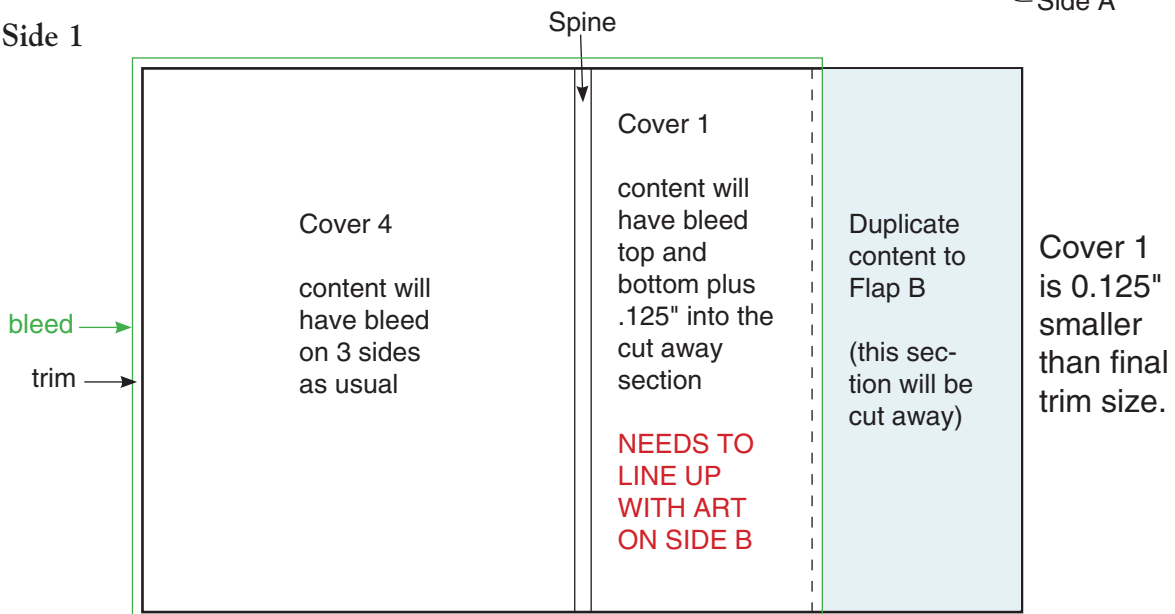 Side A
Spine
Side 1
Cover 4
content will
have bleed
on 3 sides
as usual
Cover 1
content will
have bleed
top and
bottom plus
.125" into the
cut away
section
NEEDS TO
LINE UP
WITH ART
ON SIDE B
Duplicate
content to
Flap B
(this sec-
tion will be
cut away)
Cover 1
is 0.125"
smaller
than final
trim size.
bleed
trim